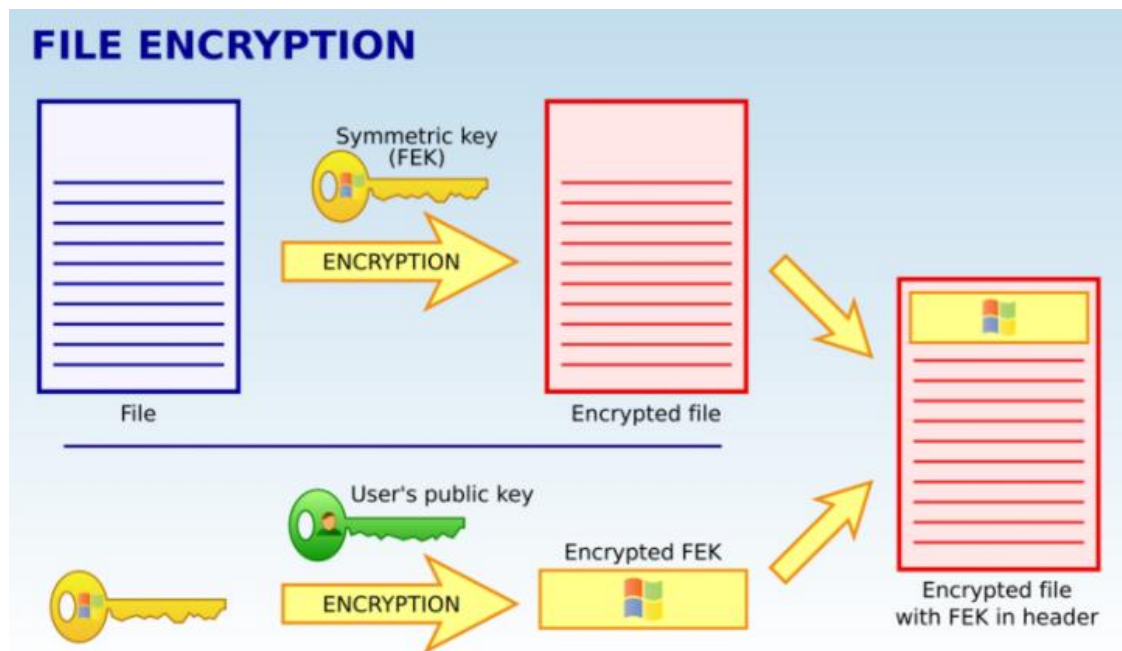 FILE ENCRYPTION
Symmetric key
(FEK)
ENCRYPTION
File
Encrypted file
User's public key
Encrypted FEK
ENCRYPTION
Encrypted file
with FEK in header